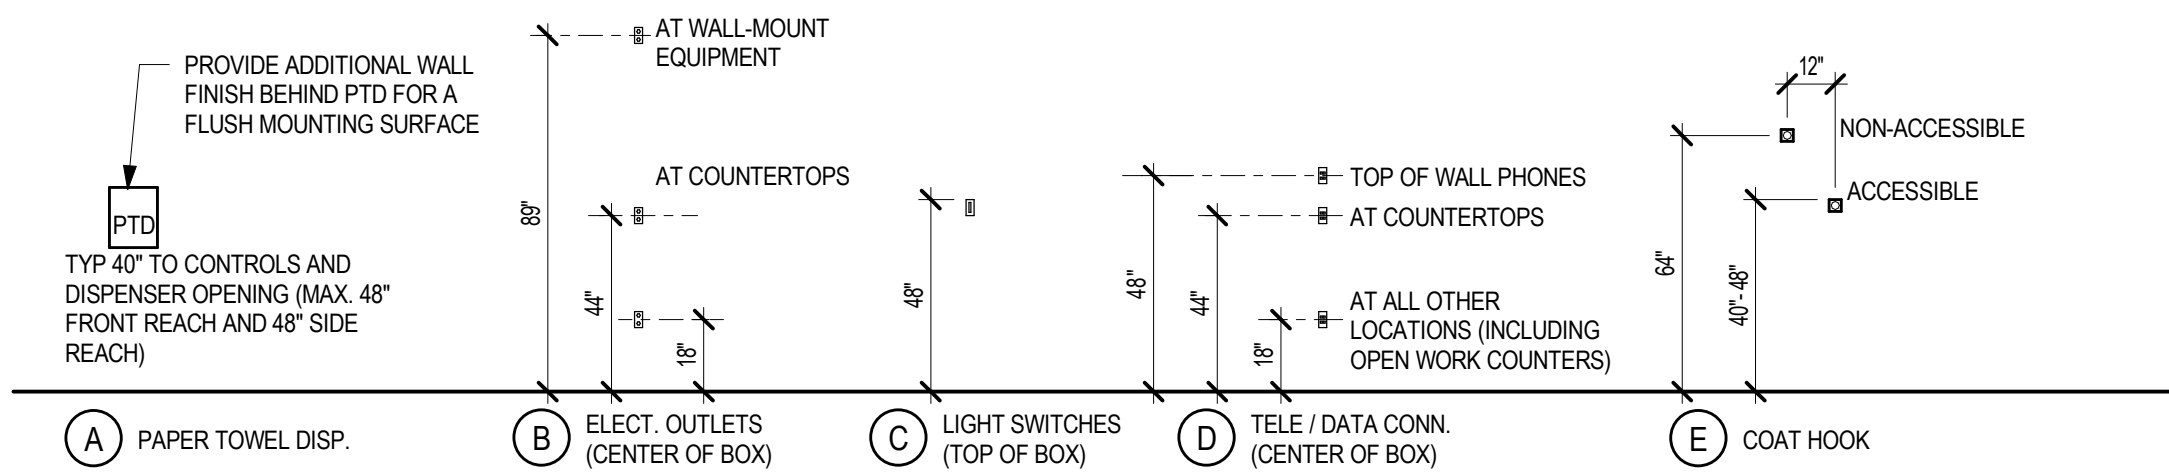 PROVIDE ADDITIONAL WALL
FINISH BEHIND PTD FOR A
FLUSH MOUNTING SURFACE
PTD
TYP 40" TO CONTROLS AND
DISPENSER OPENING (MAX. 48"
FRONT REACH AND 48" SIDE
REACH)
A
PAPER TOWEL DISP.
AT WALL-MOUNT
EQUIPMENT
AT COUNTERTOPS
89"
44"
18"
B
ELECT. OUTLETS
(CENTER OF BOX)
48"
C
LIGHT SWITCHES
(TOP OF BOX)
TOP OF WALL PHONES
AT COUNTERTOPS
AT ALL OTHER
LOCATIONS (INCLUDING
OPEN WORK COUNTERS)
48"
44"
18"
D
TELE / DATA CONN.
(CENTER OF BOX)
12"
NON-ACCESSIBLE
ACCESSIBLE
64"
40"- 48"
E
COAT HOOK